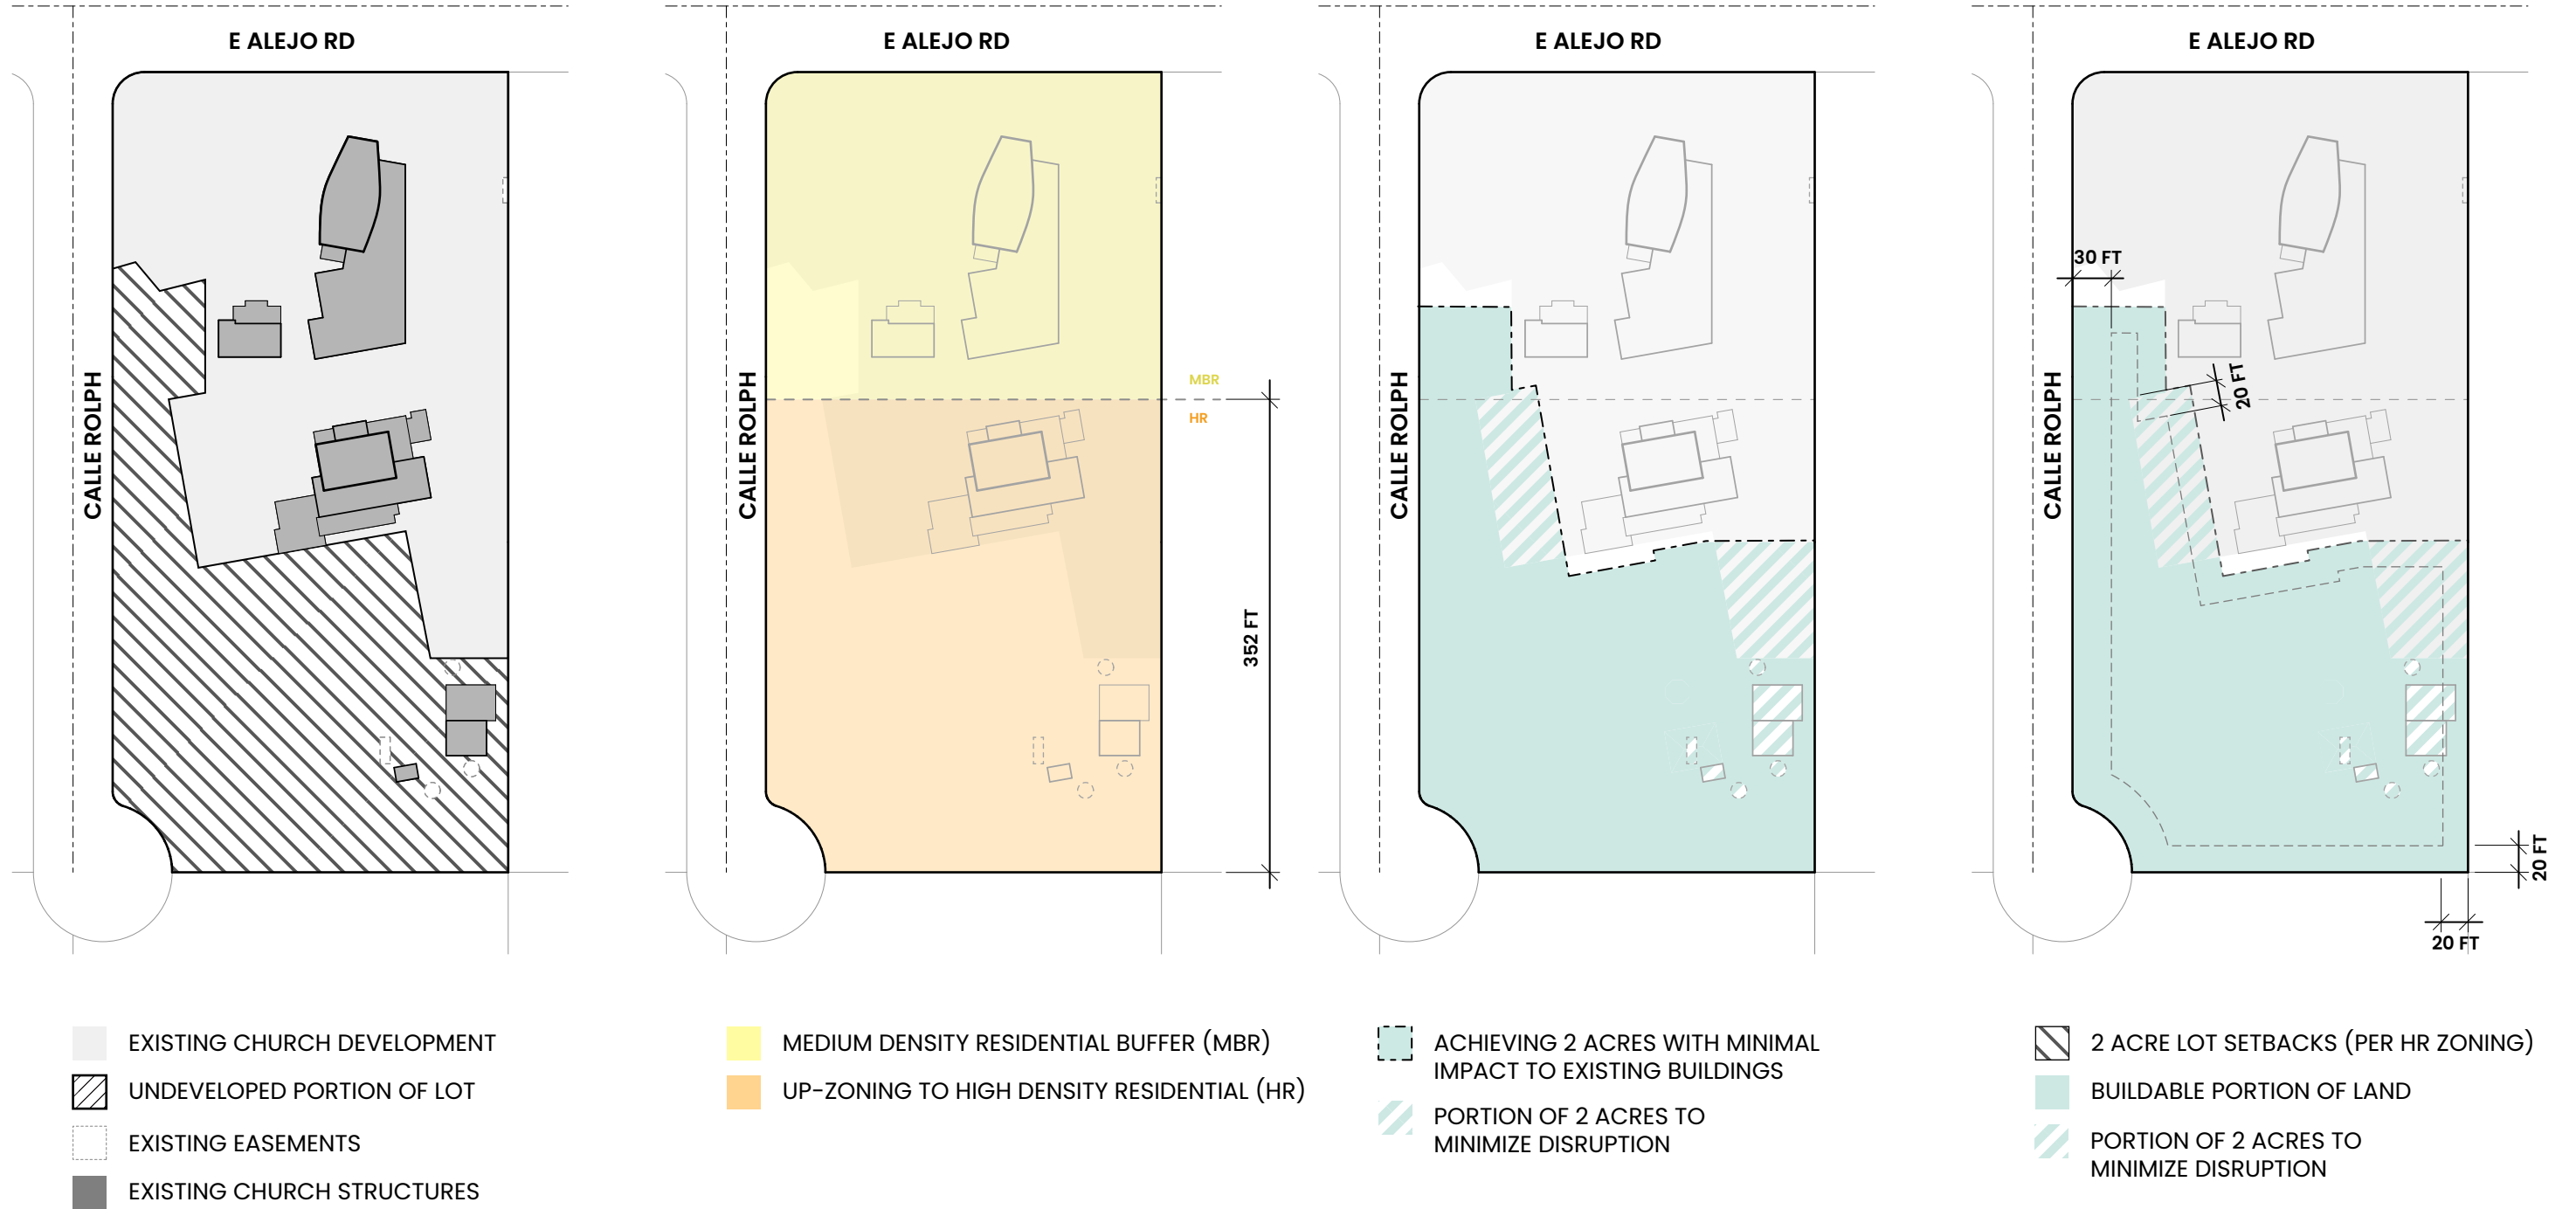 E ALEJO RD
CALLE ROLPH
EXISTING CHURCH DEVELOPMENT
UNDEVELOPED PORTION OF LOT
EXISTING EASEMENTS
EXISTING CHURCH STRUCTURES
E ALEJO RD
CALLE ROLPH
MBR
HR
352 FT
MEDIUM DENSITY RESIDENTIAL BUFFER (MBR)
UP-ZONING TO HIGH DENSITY RESIDENTIAL (HR)
E ALEJO RD
CALLE ROLPH
ACHIEVING 2 ACRES WITH MINIMAL
IMPACT TO EXISTING BUILDINGS
PORTION OF 2 ACRES TO
MINIMIZE DISRUPTION
E ALEJO RD
30 FT
20 FT
CALLE ROLPH
20 FT
20 FT
2 ACRE LOT SETBACKS (PER HR ZONING)
BUILDABLE PORTION OF LAND
PORTION OF 2 ACRES TO
MINIMIZE DISRUPTION